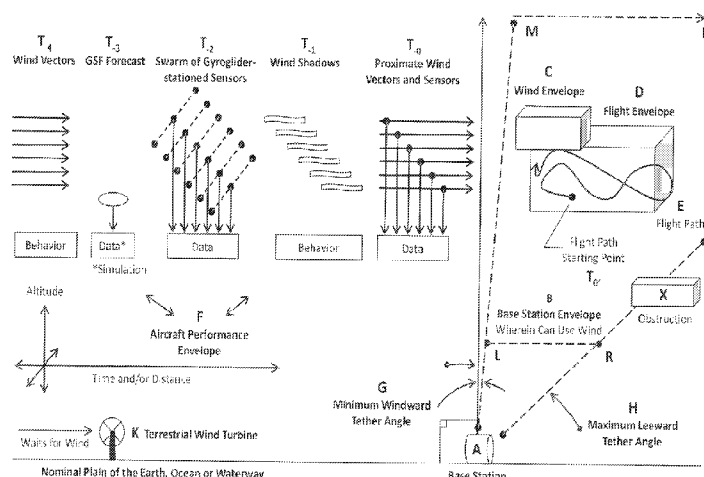 T-4
Wind Vectors
T-3
GSF Forecast
T-2
Swarm of Gyroglider-
stationed Sensors
T-1
Wind Shadows
T-0
Proximate Wind
Vectors and Sensors
M
C
Wind Envelope
D
Flight Envelope
E
Flight Path
Flight Path
Starting Point
T0'
Behavior
Data*
*Simulation
Data
Behavior
Data
X
Obstruction
B
Base Station Envelope
Wherein Can Use Wind
L
R
Altitude
F
Aircraft Performance
Envelope
Time and/or Distance
G
Minimum Windward
Tether Angle
H
Maximum Leeward
Tether Angle
Waits for Wind
K Terrestrial Wind Turbine
A
Nominal Plain of the Earth, Ocean or Waterway
Base Station